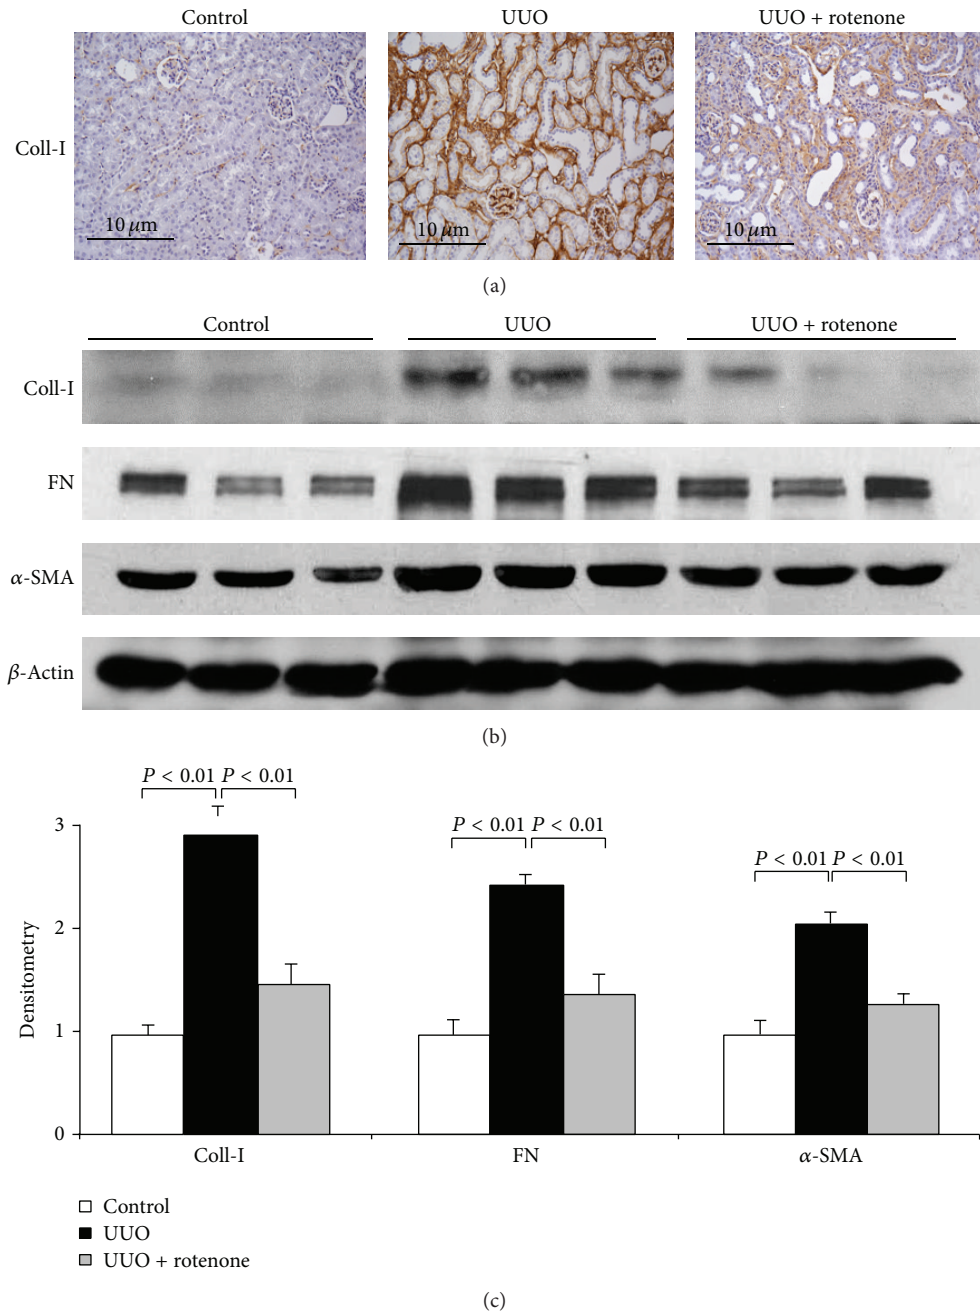 Control UUO UUO + rotenone
Coll-I
10 μm 10 μm 10 μm
(a)
Control UUO UUO + rotenone
Coll-I
FN
α-SMA
β-Actin
(b)
P < 0.01 P < 0.01
P < 0.01 P < 0.01
P < 0.01 P < 0.01
3
2
1
0
Densitometry
Coll-I FN α-SMA
Control
UUO
UUO + rotenone
(c)